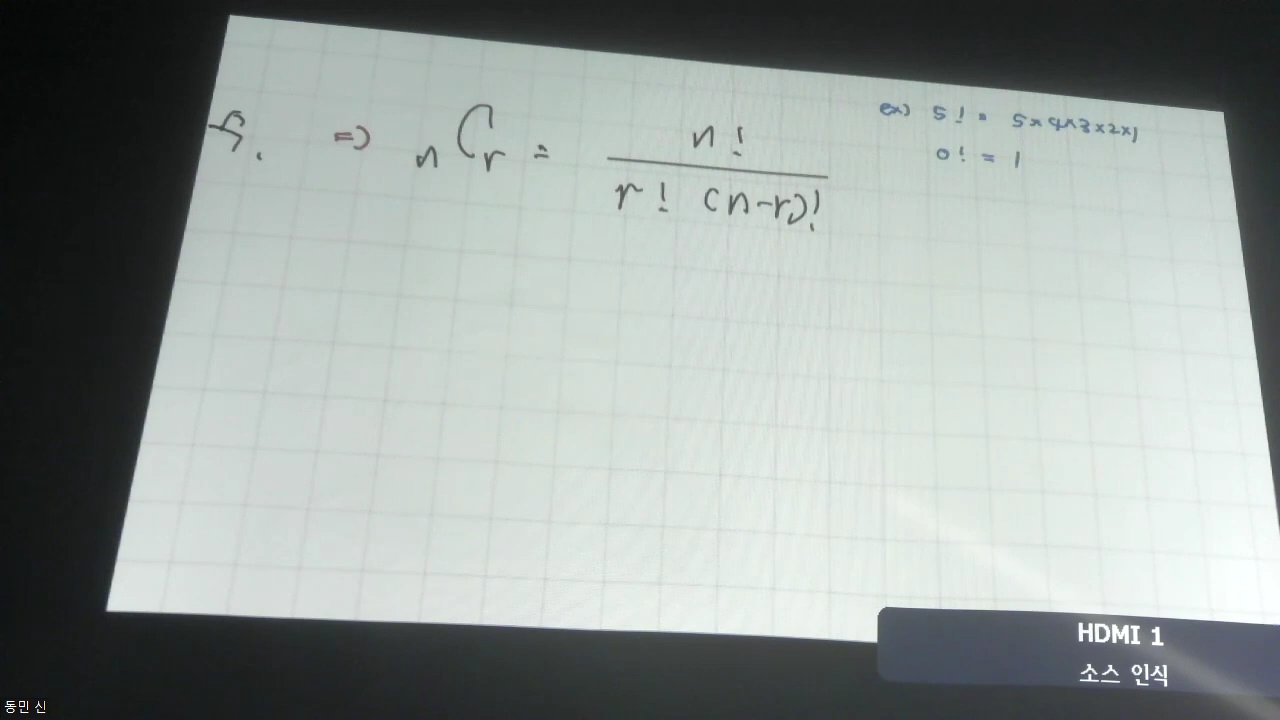 => nCr = n! / r! (n-r)!
ex) 5! = 5×4×3×2×1
0! = 1
HDMI 1
소스 인식
동민 신